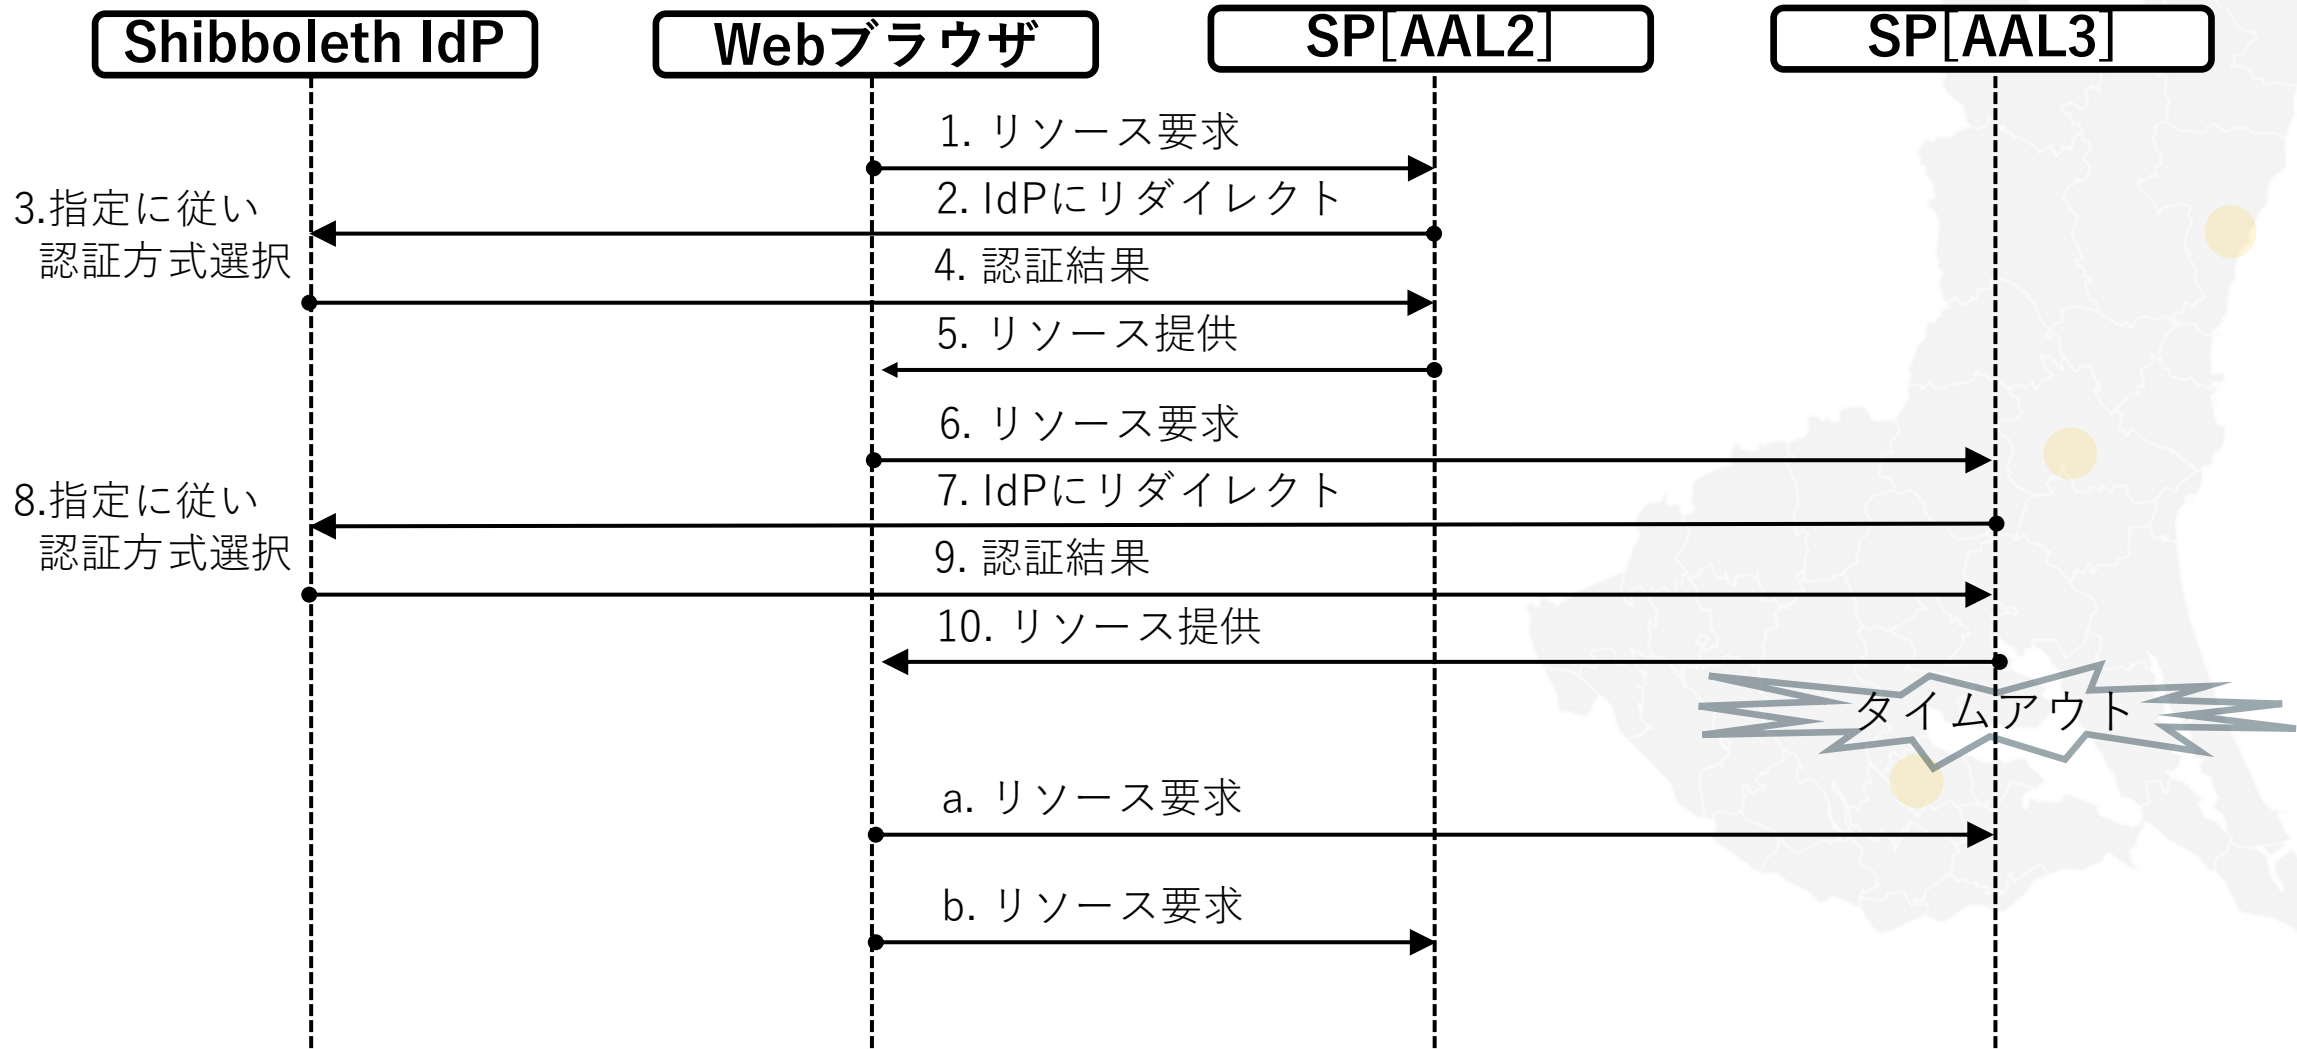 Shibboleth IdP
Webブラウザ
SP[AAL2]
SP[AAL3]
1. リソース要求
2. IdPにリダイレクト
3.指定に従い
認証方式選択
4. 認証結果
5. リソース提供
6. リソース要求
7. IdPにリダイレクト
8.指定に従い
認証方式選択
9. 認証結果
10. リソース提供
タイムアウト
a. リソース要求
b. リソース要求